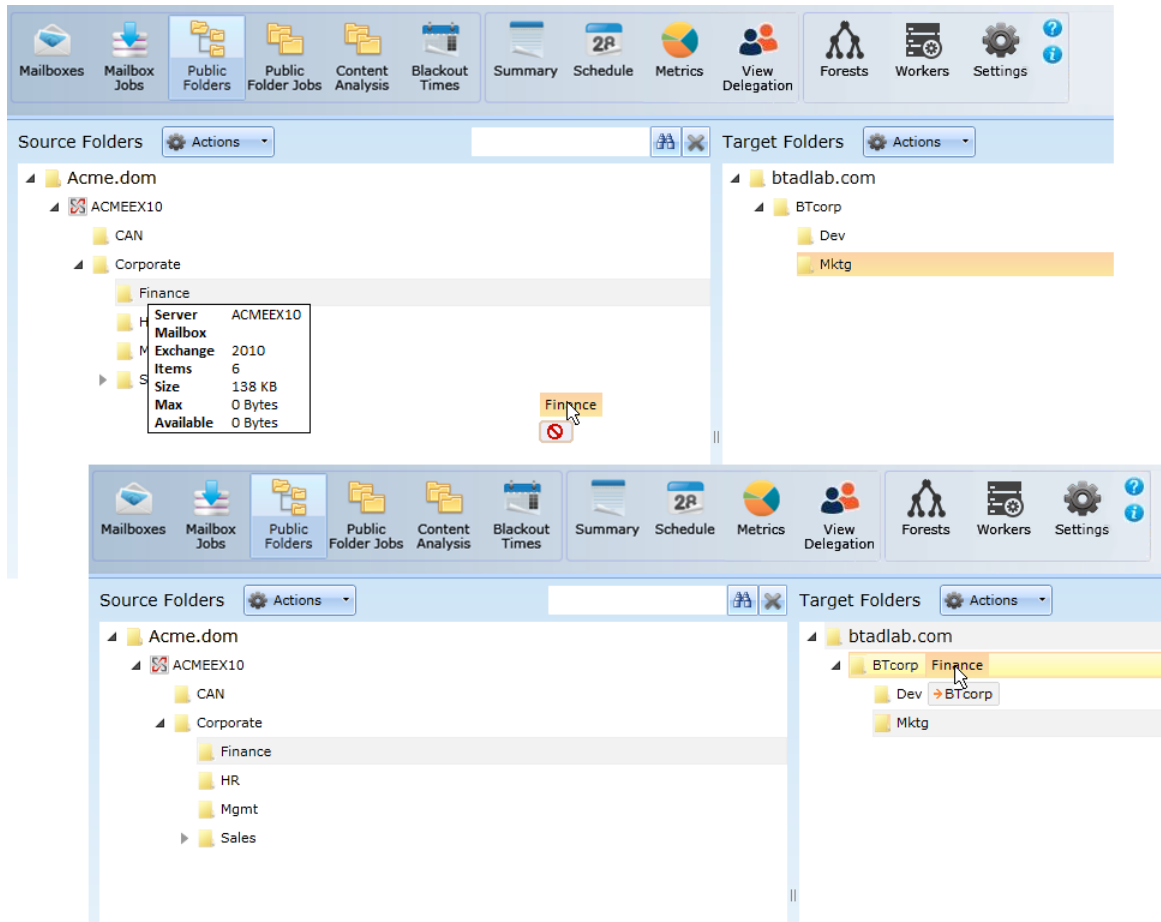 Mailboxes
Mailbox Jobs
Public Folders
Public Folder Jobs
Content Analysis
Blackout Times
Summary
28
Schedule
Metrics
View Delegation
Forests
Workers
Settings
?
i
Source Folders
Actions
Target Folders
Actions
Acme.dom
ACMEEX10
CAN
Corporate
Finance
H
M
S
Server ACMEEX10
Mailbox
Exchange 2010
Items 6
Size 138 KB
Max 0 Bytes
Available 0 Bytes
Finance
btadlab.com
BTcorp
Dev
Mktg
Mailboxes
Mailbox Jobs
Public Folders
Public Folder Jobs
Content Analysis
Blackout Times
Summary
28
Schedule
Metrics
View Delegation
Forests
Workers
Settings
?
i
Source Folders
Actions
Target Folders
Actions
Acme.dom
ACMEEX10
CAN
Corporate
Finance
HR
Mgmt
Sales
btadlab.com
BTcorp Finance
Dev →BTcorp
Mktg